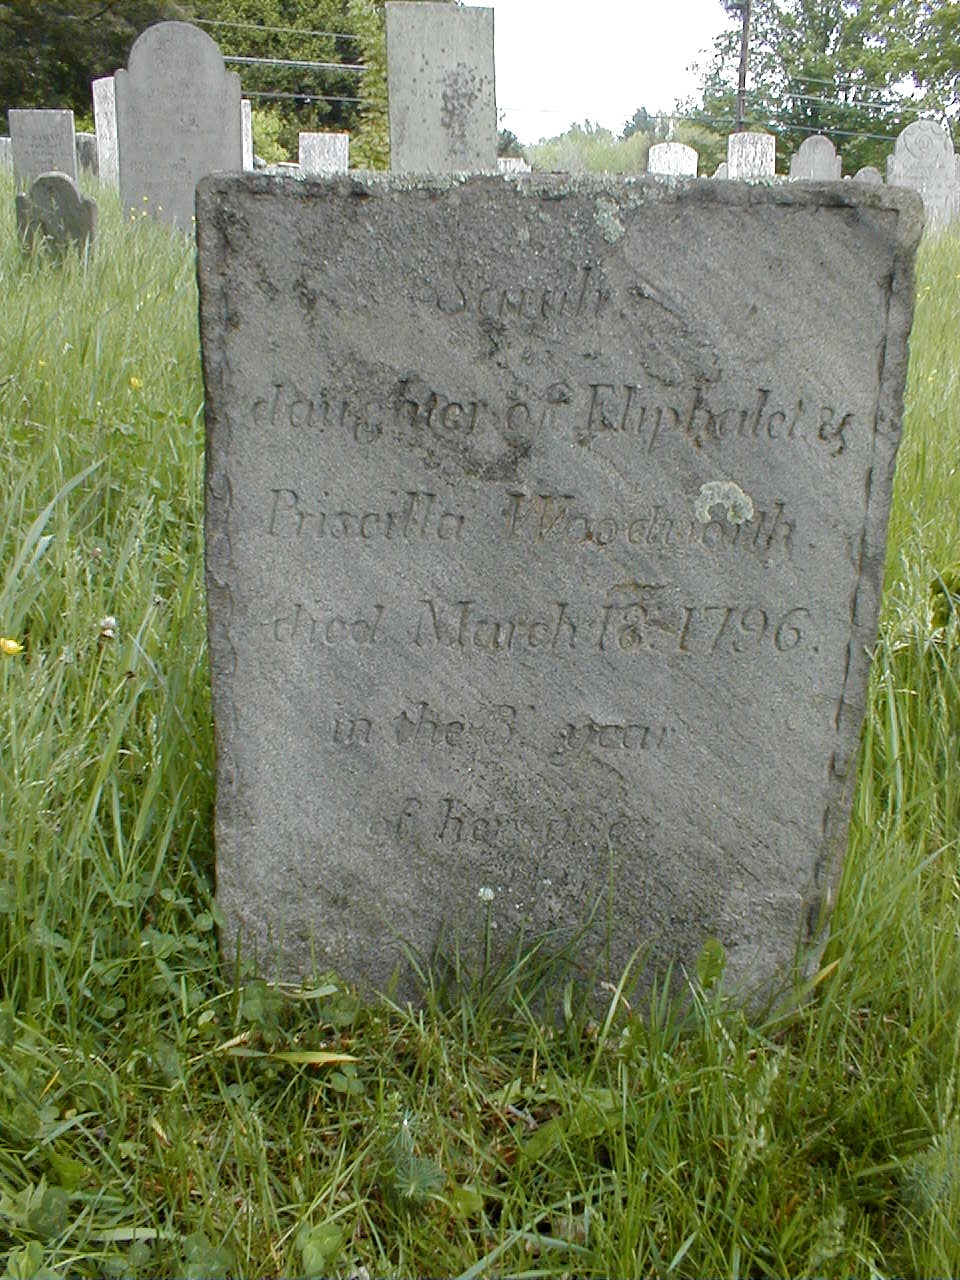 Sarah
daughter of Eliphalet &
Priscilla Woodworth.
died March 18. 1796.
in the 3. year
of her age